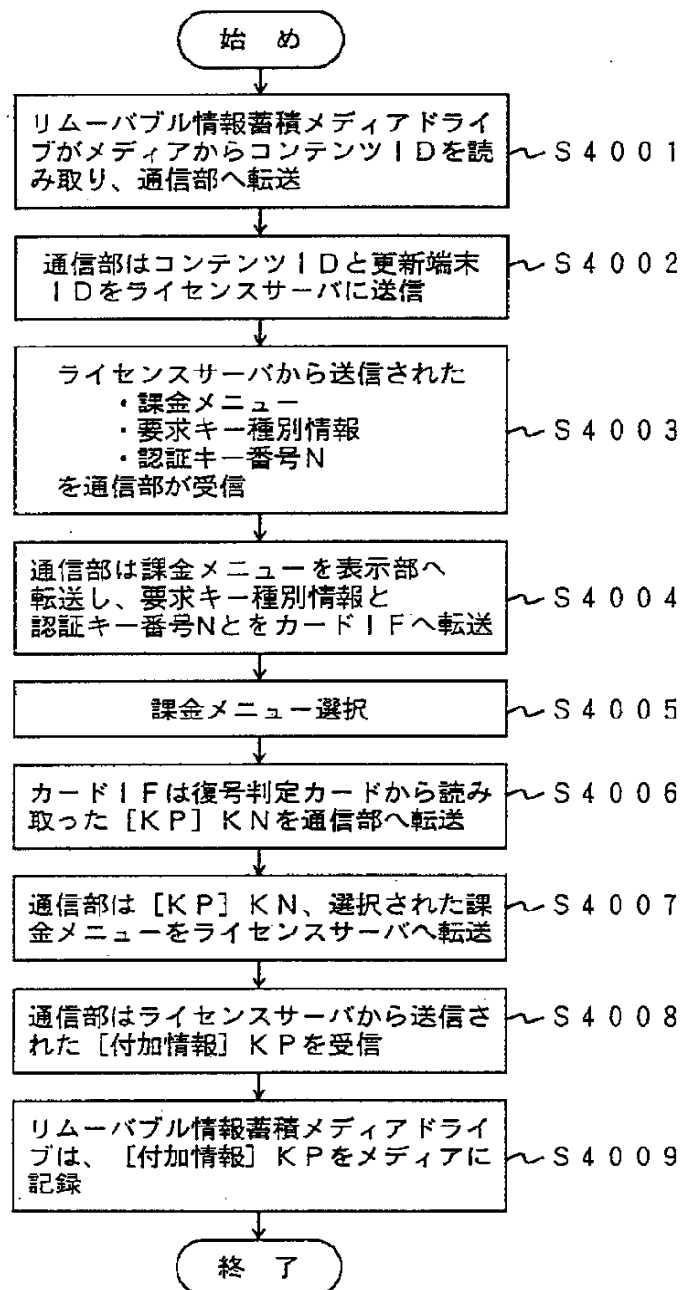 始 め
リムーバブル情報蓄積メディアドライ
ブがメディアからコンテンツIDを読
み取り、通信部へ転送
S4001
通信部はコンテンツIDと更新端末
IDをライセンスサーバに送信
S4002
ライセンスサーバから送信された
・課金メニュー
・要求キー種別情報
・認証キー番号N
を通信部が受信
S4003
通信部は課金メニューを表示部へ
転送し、要求キー種別情報と
認証キー番号NとをカードIFへ転送
S4004
課金メニュー選択
S4005
カードIFは復号判定カードから読み
取った[KP]KNを通信部へ転送
S4006
通信部は[KP]KN、選択された課
金メニューをライセンスサーバへ転送
S4007
通信部はライセンスサーバから送信さ
れた[付加情報]KPを受信
S4008
リムーバブル情報蓄積メディアドライ
ブは、[付加情報]KPをメディアに
記録
S4009
終 了